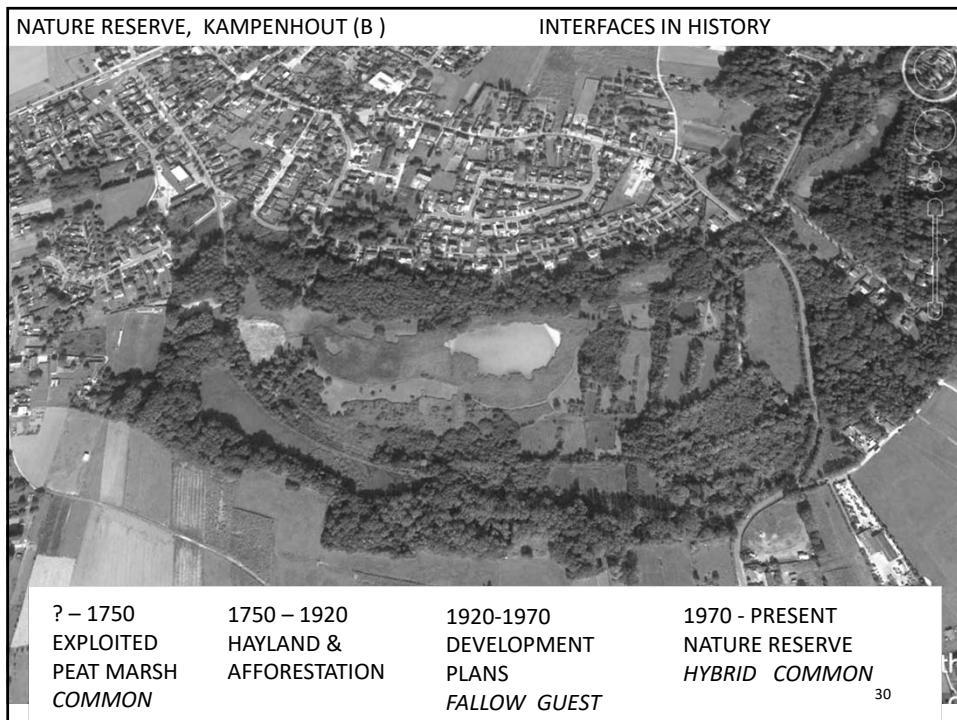 NATURE RESERVE, KAMPENHOUT (B ) INTERFACES IN HISTORY
? – 1750
EXPLOITED
PEAT MARSH
COMMON
1750 – 1920
HAYLAND &
AFFORESTATION
1920-1970
DEVELOPMENT
PLANS
FALLOW GUEST
1970 - PRESENT
NATURE RESERVE
HYBRID COMMON
30